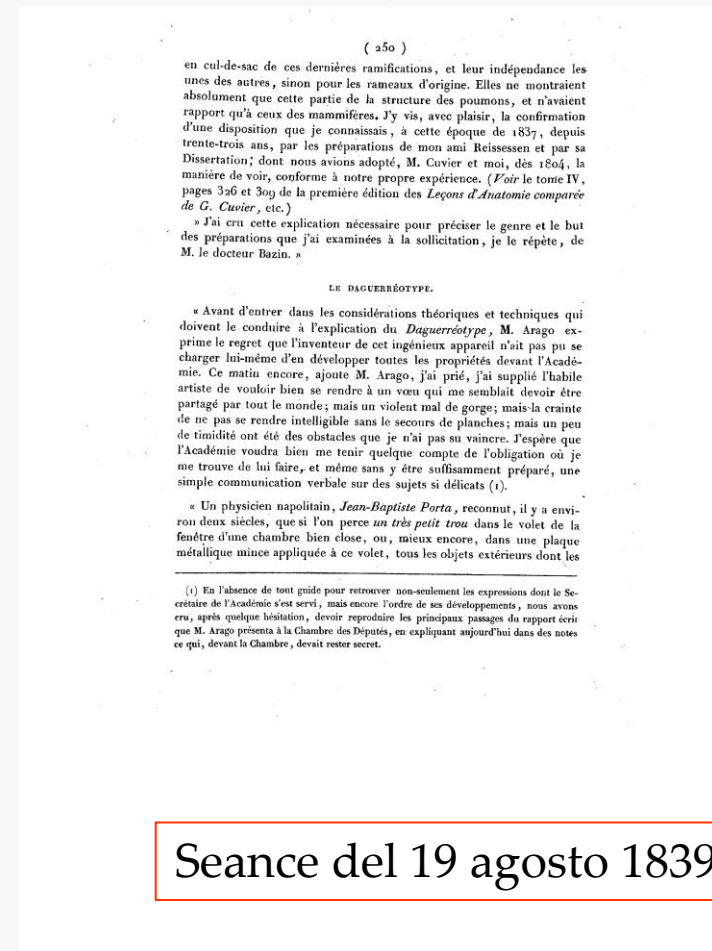 ( 250 )
en cul-de-sac de ces dernières ramifications, et leur indépendance les
unes des autres, sinon pour les rameaux d'origine. Elles ne montraient
absolument que cette partie de la structure des poumons, et n'avaient
rapport qu'à ceux des mammifères. J'y vis, avec plaisir, la confirmation
d'une disposition que je connaissais, à cette époque de 1837, depuis
trente-trois ans, par les préparations de mon ami Reissessen et par sa
Dissertation; dont nous avions adopté, M. Cuvier et moi, dès 1804, la
manière de voir, conforme à notre propre expérience. (Voir le tome IV,
pages 326 et 309 de la première édition des Leçons d'Anatomie comparée
de G. Cuvier, etc.)
» J'ai cru cette explication nécessaire pour préciser le genre et le but
des préparations que j'ai examinées à la sollicitation, je le répète, de
M. le docteur Bazin. »
LE DAGUERRÉOTYPE.
« Avant d'entrer dans les considérations théoriques et techniques qui
doivent le conduire à l'explication du Daguerréotype, M. Arago ex-
prime le regret que l'inventeur de cet ingénieux appareil n'ait pas pu se
charger lui-même d'en développer toutes les propriétés devant l'Acadé-
mie. Ce matin encore, ajoute M. Arago, j'ai prié, j'ai supplié l'habile
artiste de vouloir bien se rendre à un vœu qui me semblait devoir être
partagé par tout le monde; mais un violent mal de gorge; mais la crainte
de ne pas se rendre intelligible sans le secours de planches; mais un peu
de timidité ont été des obstacles que je n'ai pas su vaincre. J'espère que
l'Académie voudra bien me tenir quelque compte de l'obligation où je
me trouve de lui faire, et même sans y être suffisamment préparé, une
simple communication verbale sur des sujets si délicats (1).
« Un physicien napolitain, Jean-Baptiste Porta, reconnut, il y a envi-
ron deux siècles, que si l'on perce un très petit trou dans le volet de la
fenêtre d'une chambre bien close, ou, mieux encore, dans une plaque
métallique mince appliquée à ce volet, tous les objets extérieurs dont les
(1) En l'absence de tout guide pour retrouver non-seulement les expressions dont le Se-
crétaire de l'Académie s'est servi, mais encore l'ordre de ses développements, nous avons
cru, après quelque hésitation, devoir reproduire les principaux passages du rapport écrit
que M. Arago présenta à la Chambre des Députés, en expliquant aujourd'hui dans des notes
ce qui, devant la Chambre, devait rester secret.
Seance del 19 agosto 1839